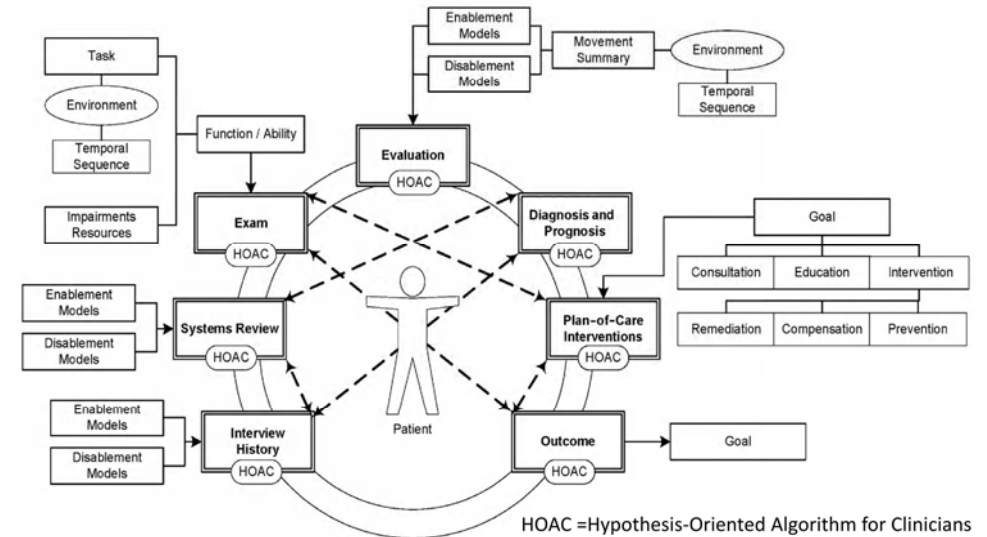 Enablement
Models
Disablement
Models
Movement
Summary
Environment
Temporal
Sequence
Task
Environment
Temporal
Sequence
Function / Ability
Impairments
Resources
Evaluation
HOAC
Exam
HOAC
Diagnosis and
Prognosis
HOAC
Goal
Consultation
Education
Intervention
Remediation
Compensation
Prevention
Enablement
Models
Disablement
Models
Systems Review
HOAC
Plan-of-Care
Interventions
HOAC
Enablement
Models
Disablement
Models
Interview
History
HOAC
Patient
Outcome
HOAC
Goal
HOAC =Hypothesis-Oriented Algorithm for Clinicians